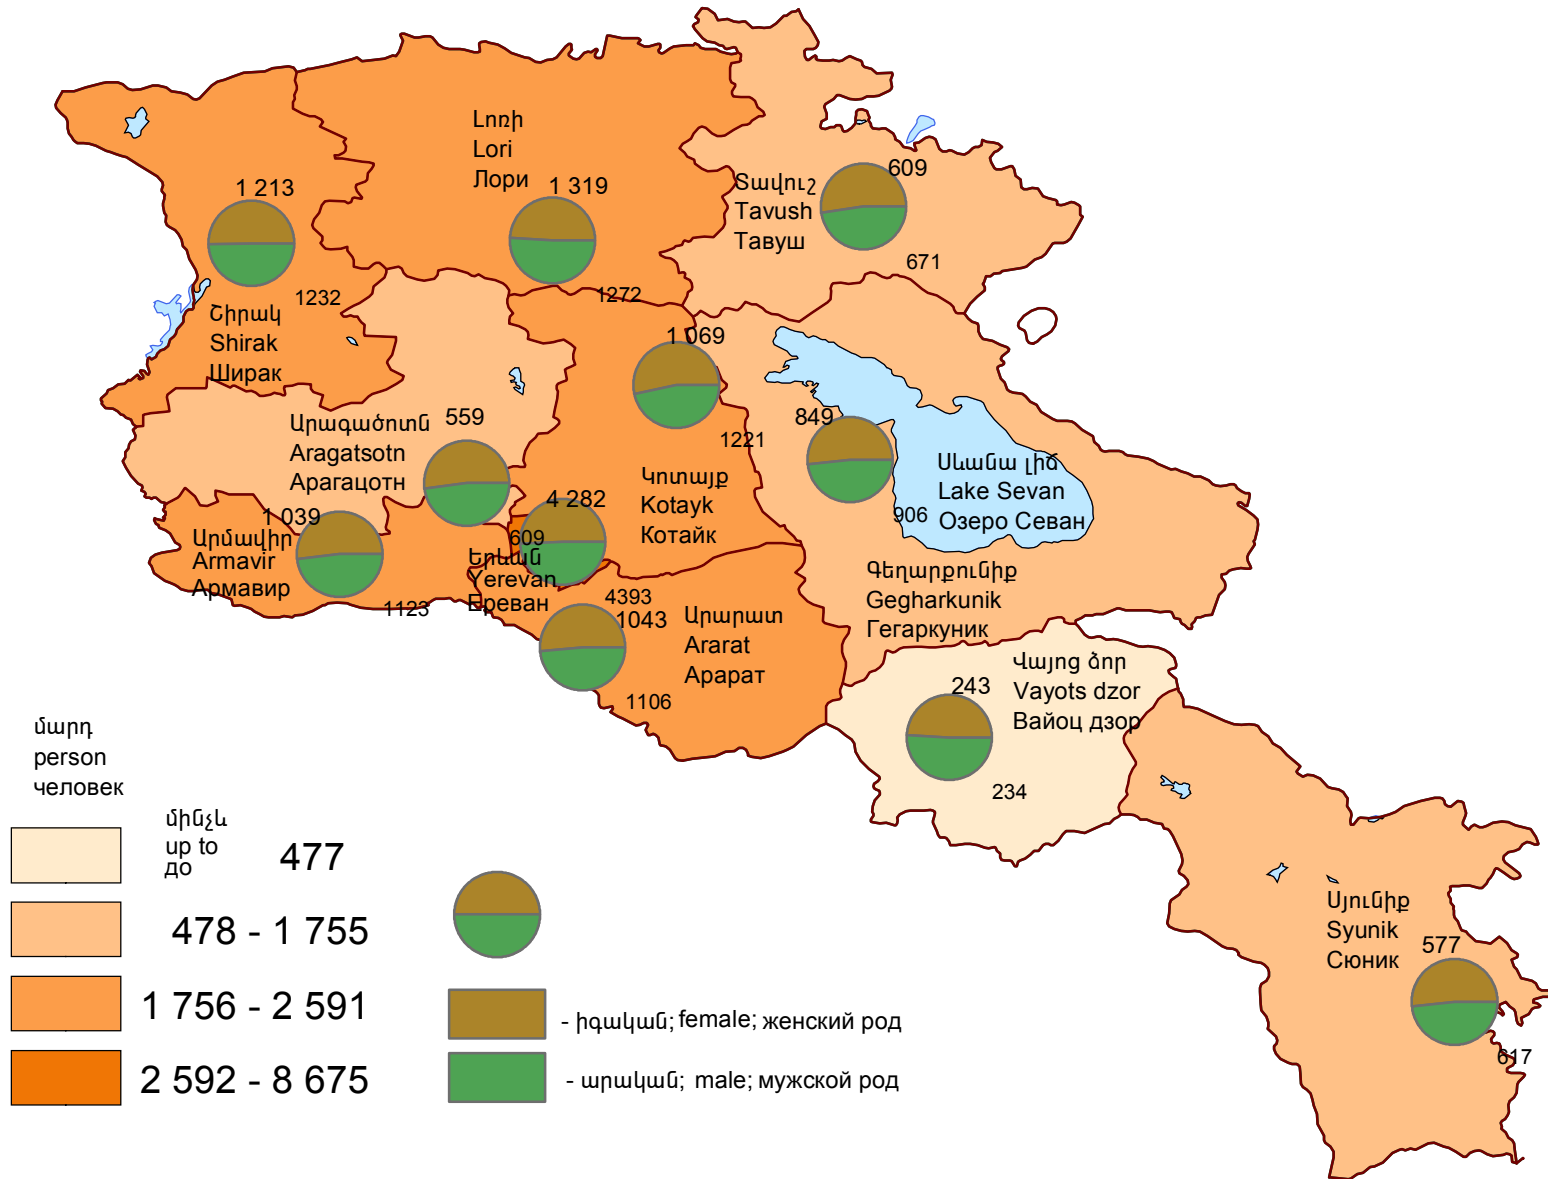 Լոռի
Lori
Лори
1 319
1272
1 213
1232
Շիրակ
Shirak
Ширак
Տավուշ
Tavush
Тавуш
609
671
1 069
1221
Կոտայք
Kotayk
Котайк
Արագածոտն
Aragatsotn
Арагацотн
559
609
849
906
Սևանա լիճ
Lake Sevan
Озеро Севан
Գեղարքունիք
Gegharkunik
Гегаркуник
1 039
Արմավիր
Armavir
Армавир
1123
4 282
Երևան
Yerevan
Ереван
4393
1043
Արարատ
Ararat
Арарат
1106
Վայոց ձոր
Vayots dzor
Вайоц дзор
243
234
Սյունիք
Syunik
Сюник
577
617
մարդ
person
человек
մինչև
up to
до
477
478 - 1 755
1 756 - 2 591
2 592 - 8 675
- իգական; female; женский род
- արական; male; мужской род